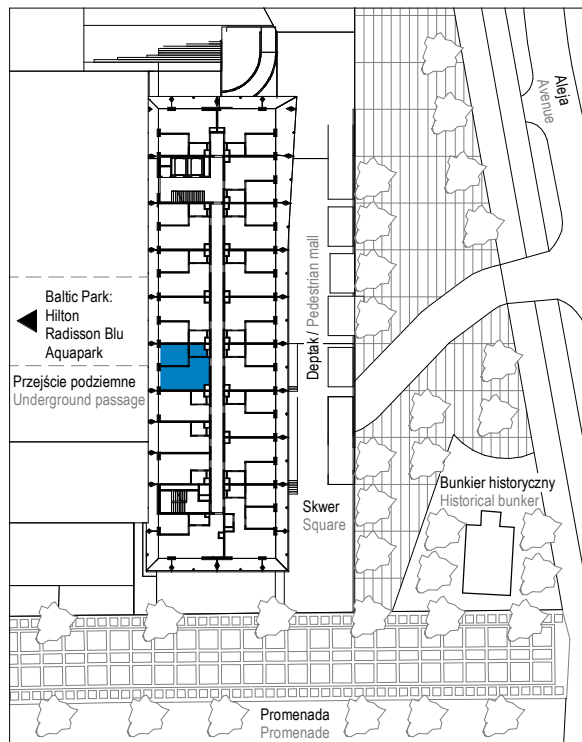 Aleja
Avenue
Baltic Park:
Hilton
Radisson Blu
Aquapark
Przejście podziemne
Underground passage
Deptak / Pedestrian mall
Skwer
Square
Bunkier historyczny
Historical bunker
Promenada
Promenade